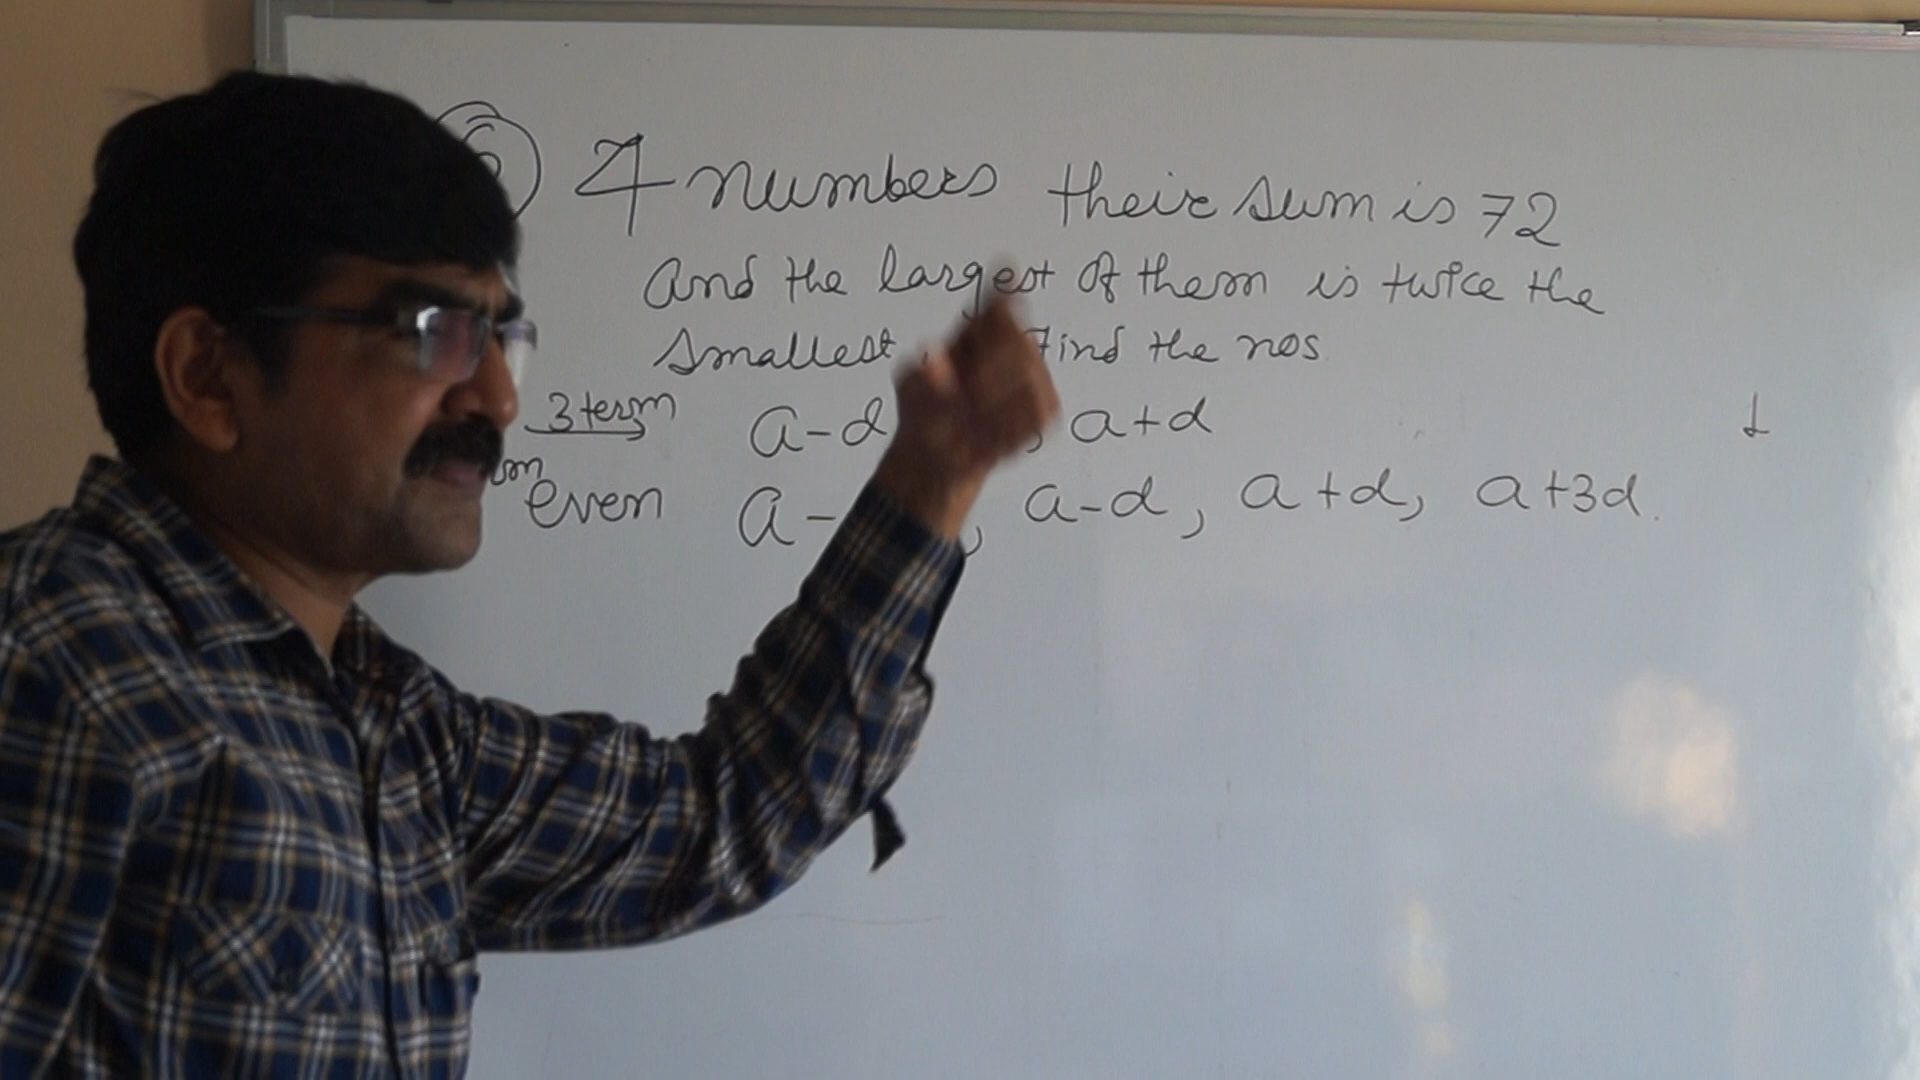 4 numbers their sum is 72
and the largest of them is twice the
smallest Find the nos
3 term a-d , a+d
even a- , a-d, a+d, a+3d.